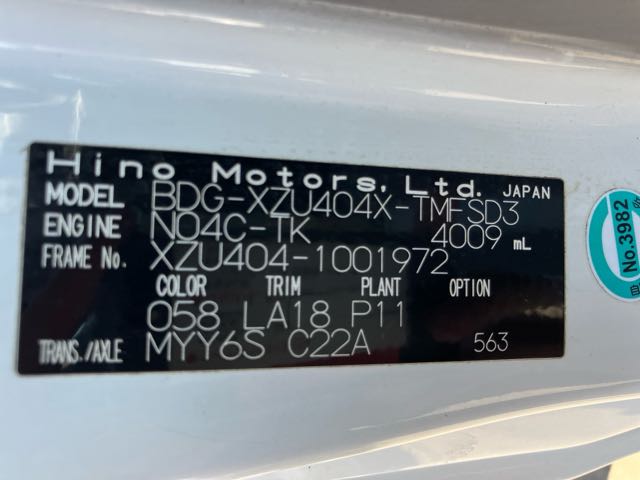 Hino Motors, Ltd. JAPAN
MODEL BDG-XZU404X-TMFSD3
ENGINE N04C-TK 4009 mL
FRAME No. XZU404-1001972
COLOR TRIM PLANT OPTION
058 LA18 P11
TRANS./AXLE MYY6S C22A 563
No.3982